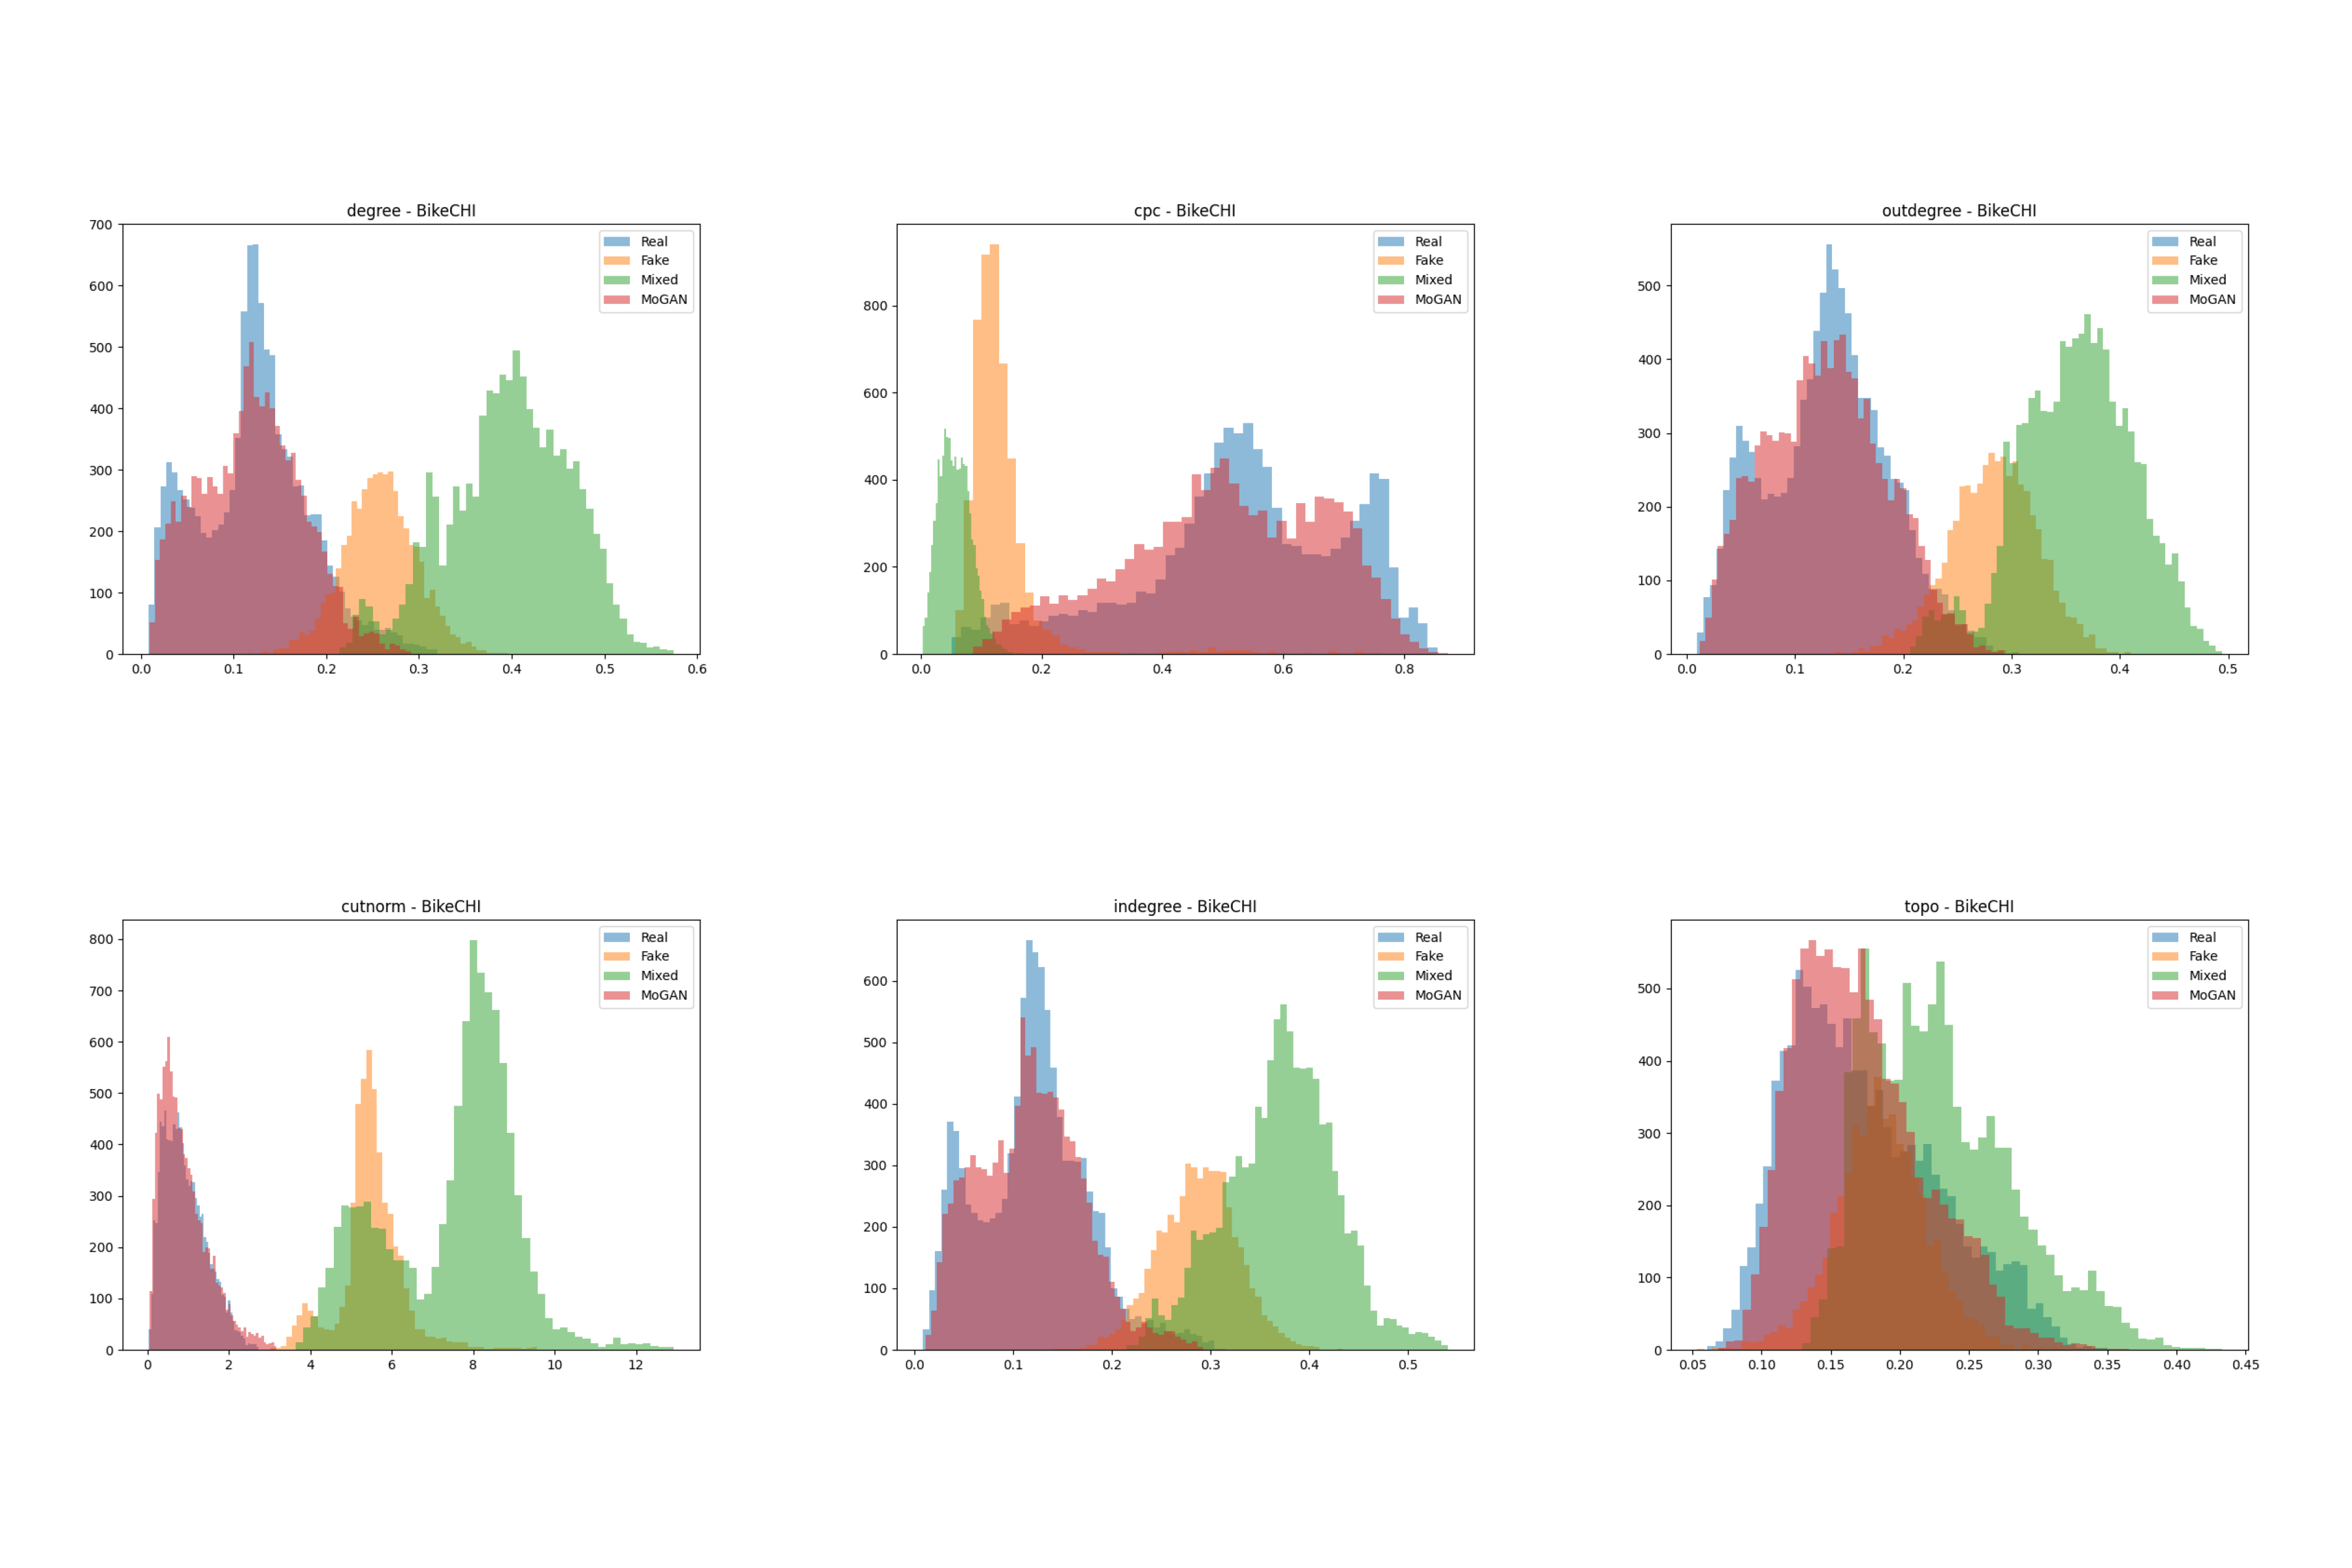 degree - BikeCHI
700
600
500
400
300
200
100
0
0.0 0.1 0.2 0.3 0.4 0.5 0.6
Real
Fake
Mixed
MoGAN
cpc - BikeCHI
800
600
400
200
0
0.0 0.2 0.4 0.6 0.8
Real
Fake
Mixed
MoGAN
outdegree - BikeCHI
500
400
300
200
100
0
0.0 0.1 0.2 0.3 0.4 0.5
Real
Fake
Mixed
MoGAN
cutnorm - BikeCHI
800
700
600
500
400
300
200
100
0
0 2 4 6 8 10 12
Real
Fake
Mixed
MoGAN
indegree - BikeCHI
600
500
400
300
200
100
0
0.0 0.1 0.2 0.3 0.4 0.5
Real
Fake
Mixed
MoGAN
topo - BikeCHI
500
400
300
200
100
0
0.05 0.10 0.15 0.20 0.25 0.30 0.35 0.40 0.45
Real
Fake
Mixed
MoGAN